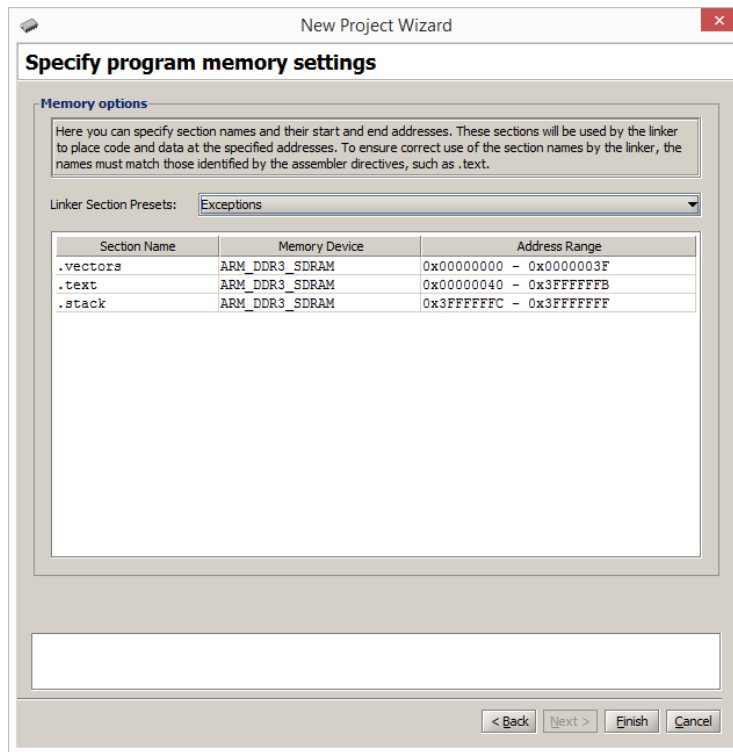 New Project Wizard
Specify program memory settings
Memory options
Here you can specify section names and their start and end addresses. These sections will be used by the linker
to place code and data at the specified addresses. To ensure correct use of the section names by the linker, the
names must match those identified by the assembler directives, such as .text.
Linker Section Presets: Exceptions
Section Name Memory Device Address Range
.vectors ARM_DDR3_SDRAM 0x00000000 - 0x0000003F
.text ARM_DDR3_SDRAM 0x00000040 - 0x3FFFFFFB
.stack ARM_DDR3_SDRAM 0x3FFFFFFC - 0x3FFFFFFF
< Back Next > Finish Cancel